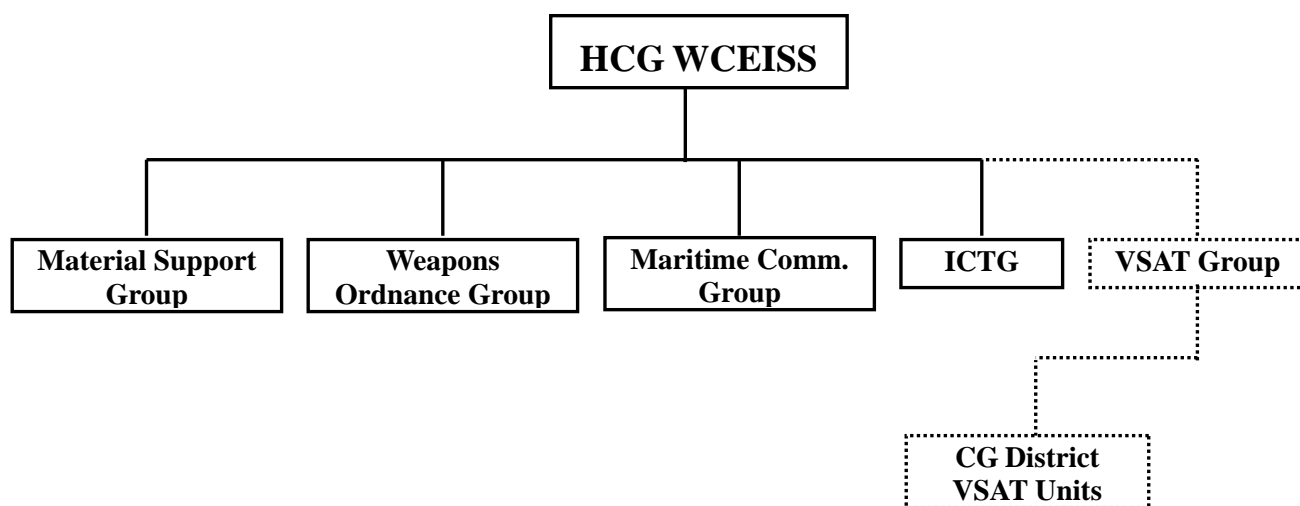 HCG WCEISS
Material Support
Group
Weapons
Ordnance Group
Maritime Comm.
Group
ICTG
VSAT Group
CG District
VSAT Units